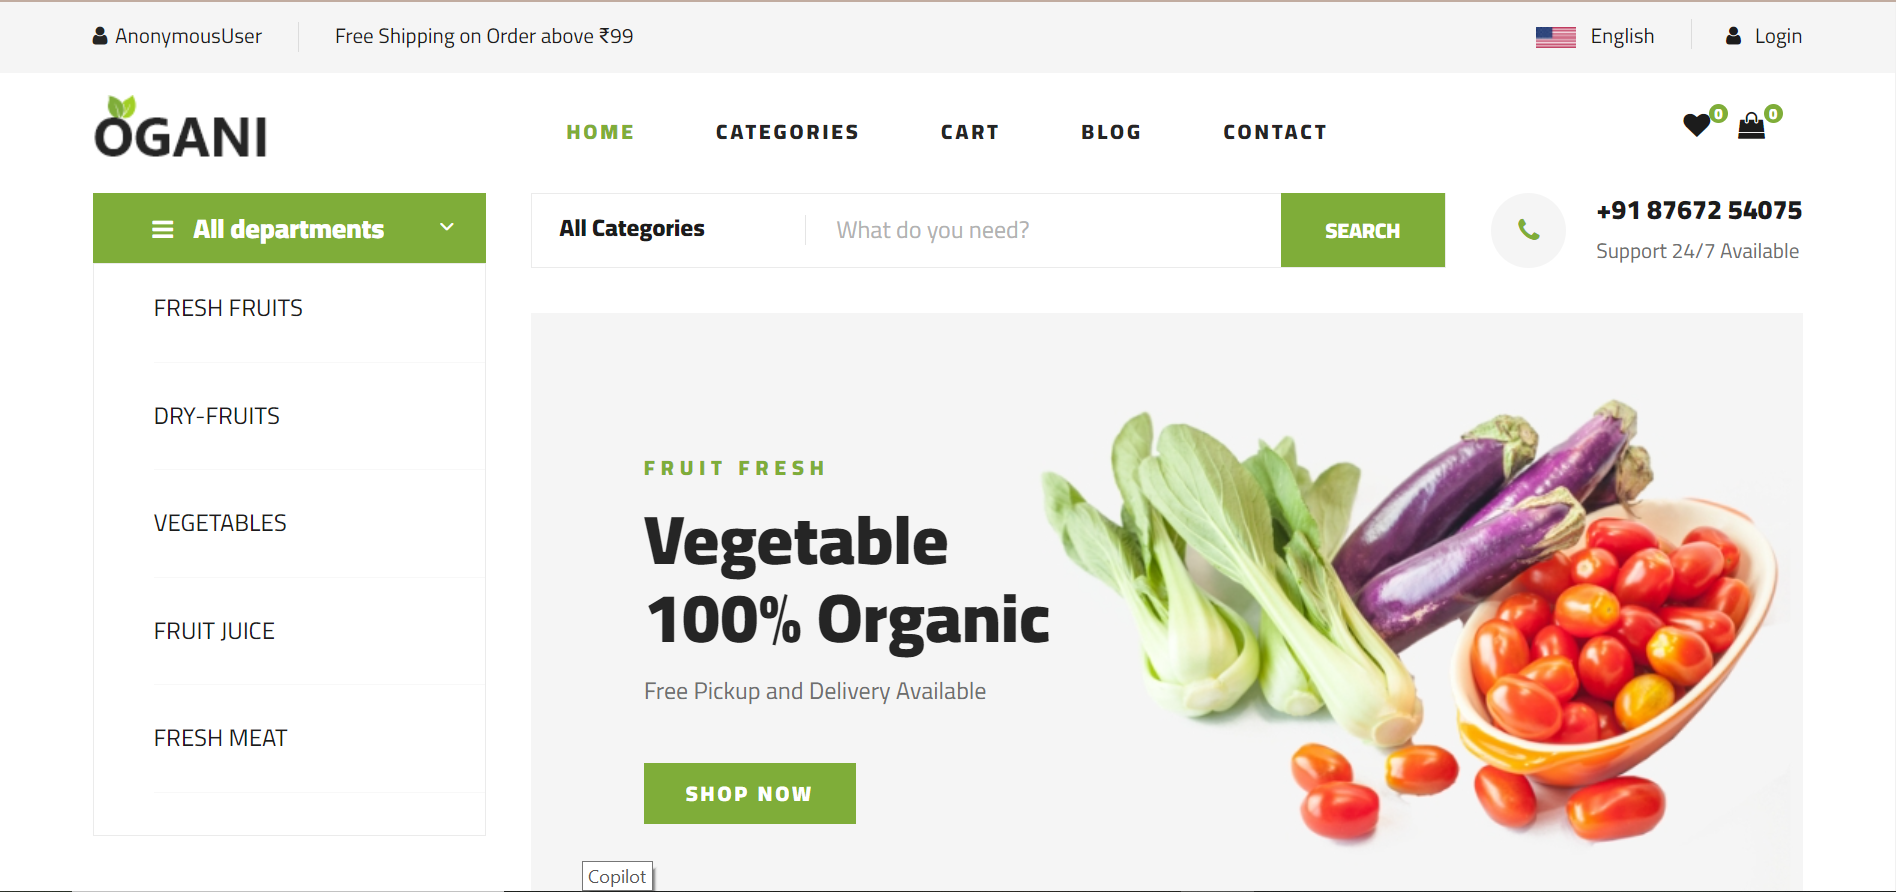 AnonymousUser
Free Shipping on Order above ₹99
English
Login
OGANI
HOME
CATEGORIES
CART
BLOG
CONTACT
0
0
All departments
All Categories
What do you need?
SEARCH
+91 87672 54075
Support 24/7 Available
FRESH FRUITS
DRY-FRUITS
VEGETABLES
FRUIT JUICE
FRESH MEAT
FRUIT FRESH
Vegetable
100% Organic
Free Pickup and Delivery Available
SHOP NOW
Copilot